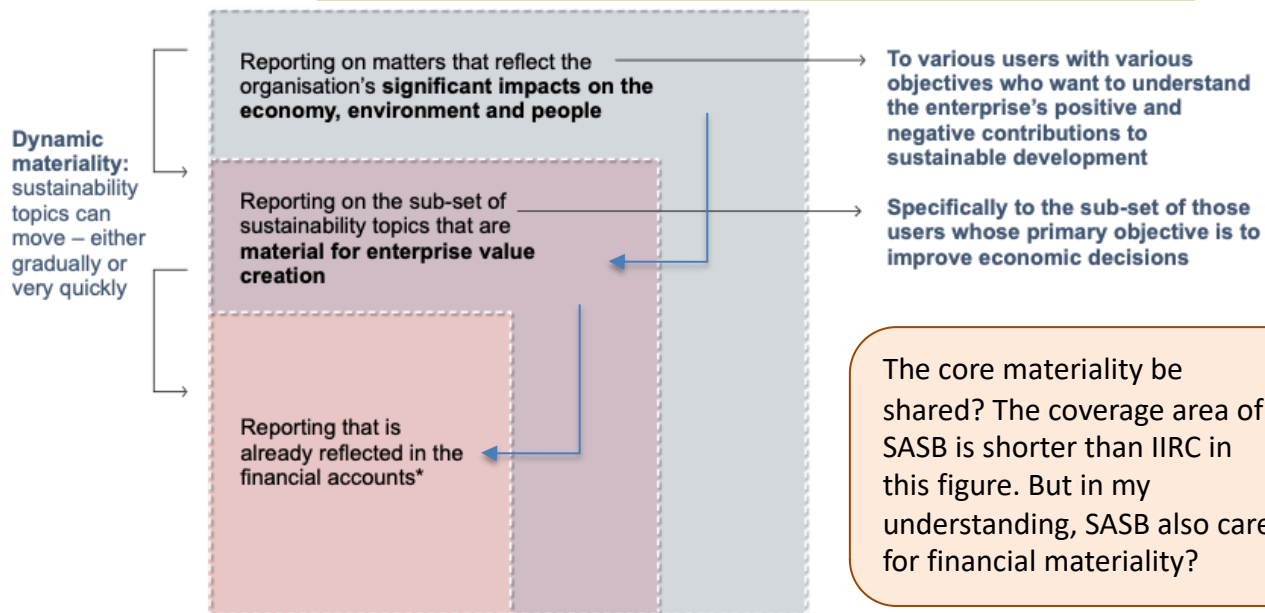 Reporting on matters that reflect the
organisation's significant impacts on the
economy, environment and people
To various users with various
objectives who want to understand
the enterprise's positive and
negative contributions to
sustainable development
Dynamic
materiality:
sustainability
topics can
move – either
gradually or
very quickly
Reporting on the sub-set of
sustainability topics that are
material for enterprise value
creation
Specifically to the sub-set of those
users whose primary objective is to
improve economic decisions
Reporting that is
already reflected in the
financial accounts*
The core materiality be
shared? The coverage area of
SASB is shorter than IIRC in
this figure. But in my
understanding, SASB also care
for financial materiality?